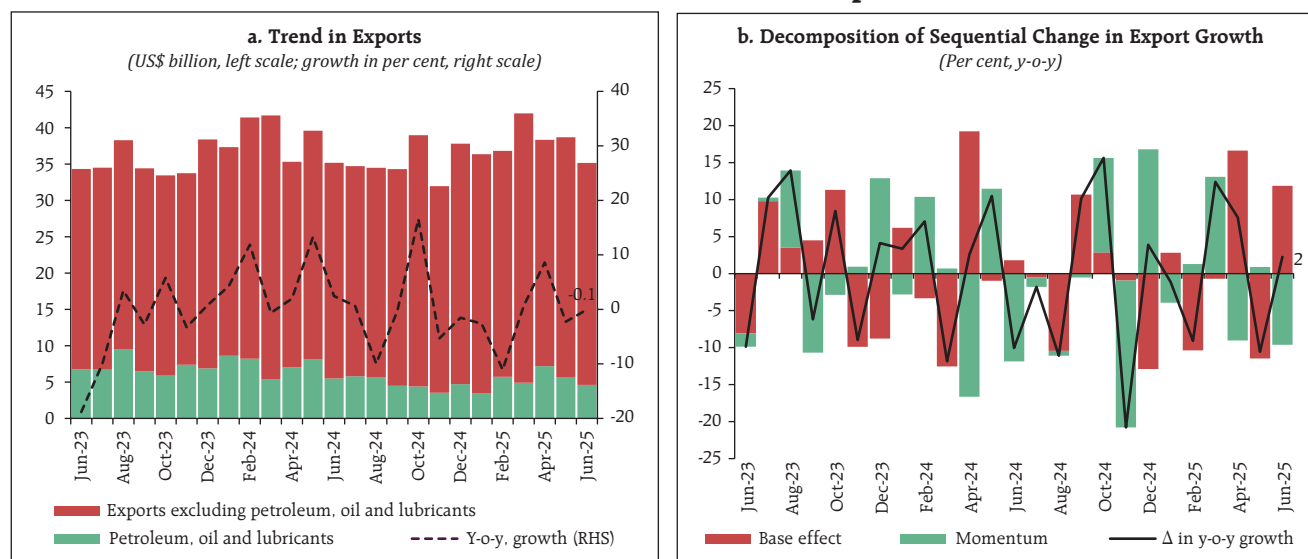 a. Trend in Exports
(US$ billion, left scale; growth in per cent, right scale)
45
40
35
30
25
20
15
10
5
0
40
30
20
10
0
-10
-20
-0.1
Jun-23
Aug-23
Oct-23
Dec-23
Feb-24
Apr-24
Jun-24
Aug-24
Oct-24
Dec-24
Feb-25
Apr-25
Jun-25
Exports excluding petroleum, oil and lubricants
Petroleum, oil and lubricants
Y-o-y, growth (RHS)
b. Decomposition of Sequential Change in Export Growth
(Per cent, y-o-y)
25
20
15
10
5
0
-5
-10
-15
-20
-25
2
Jun-23
Aug-23
Oct-23
Dec-23
Feb-24
Apr-24
Jun-24
Aug-24
Oct-24
Dec-24
Feb-25
Apr-25
Jun-25
Base effect
Momentum
Δ in y-o-y growth